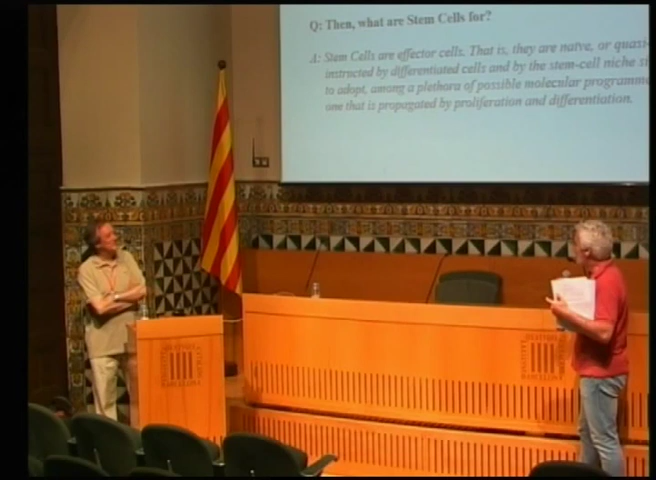 Q: Then, what are Stem Cells for?
A: Stem Cells are effector cells. That is, they are naïve, or quasi-
instructed by differentiated cells and by the stem-cell niche si
to adopt, among a plethora of possible molecular programme
one that is propagated by proliferation and differentiation.